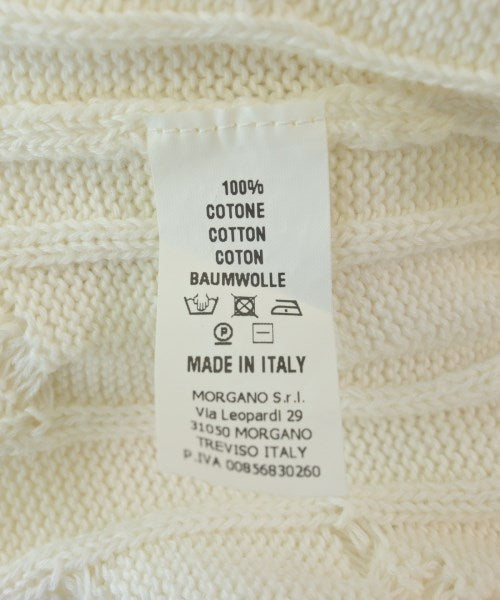 100%
COTONE
COTTON
COTON
BAUMWOLLE
P
MADE IN ITALY
MORGANO S.r.l.
Via Leopardi 29
31050 MORGANO
TREVISO ITALY
P.IVA 00856830260